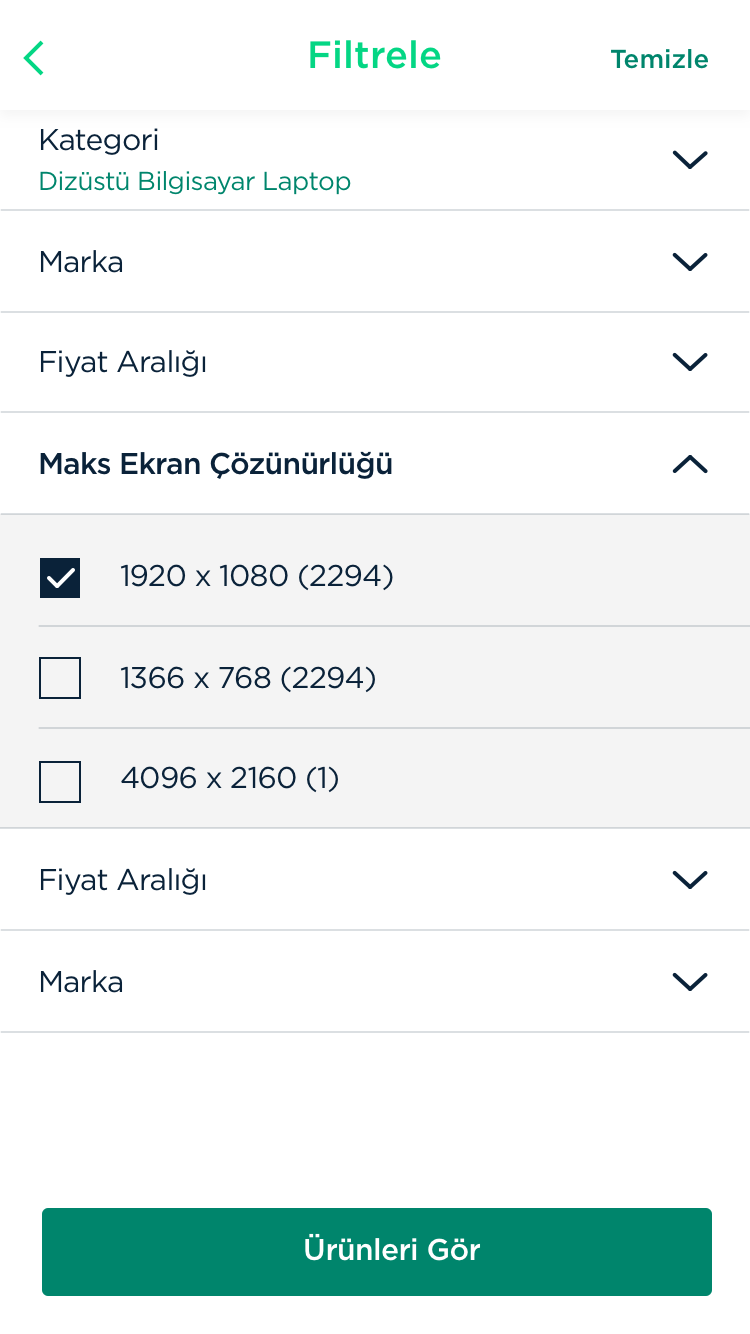 Filtrele
Temizle
Kategori
Dizüstü Bilgisayar Laptop
Marka
Fiyat Aralığı
Maks Ekran Çözünürlüğü
1920 x 1080 (2294)
1366 x 768 (2294)
4096 x 2160 (1)
Fiyat Aralığı
Marka
Ürünleri Gör